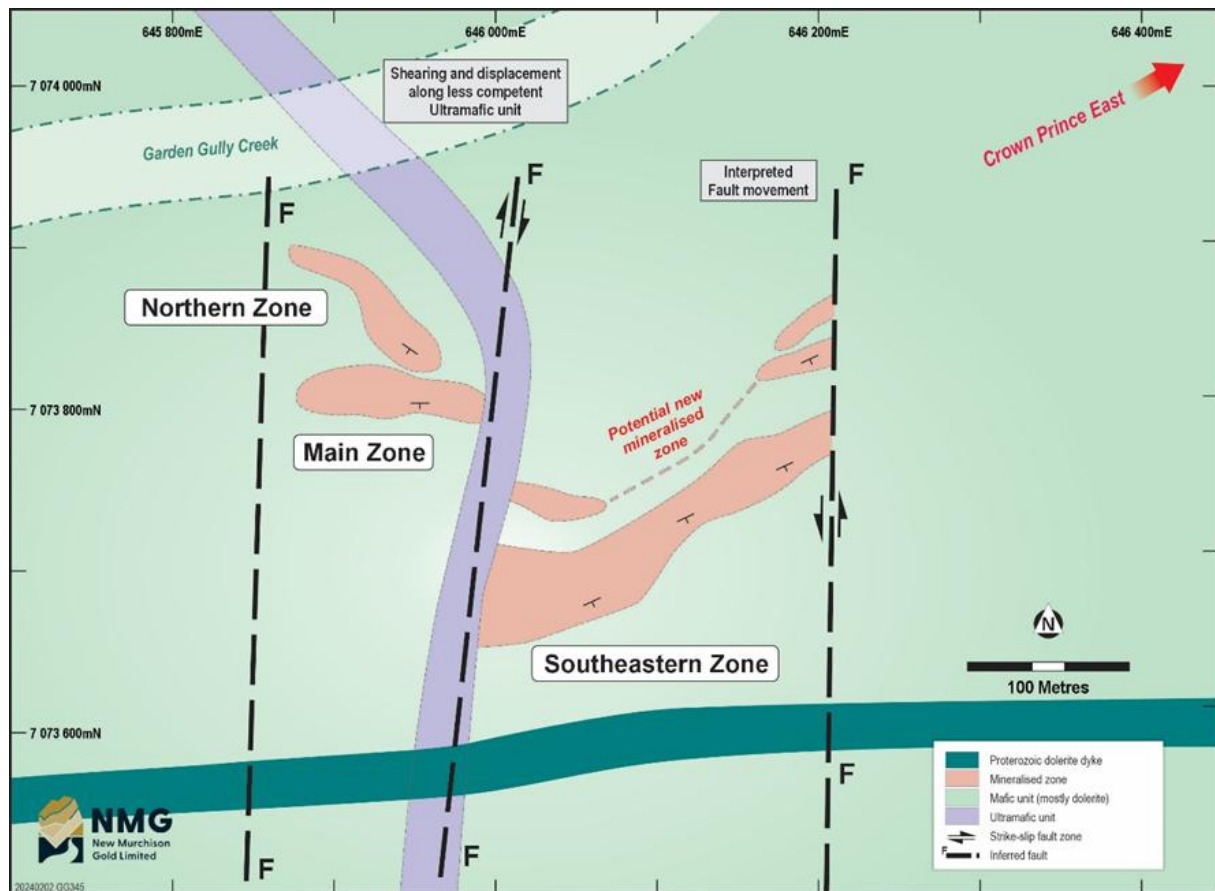 645 800mE
646 000mE
646 200mE
646 400mE
7 074 000mN
Shearing and displacement
along less competent
Ultramafic unit
Crown Prince East
Garden Gully Creek
F
F
Interpreted
Fault movement
F
Northern Zone
7 073 800mN
Main Zone
Potential new
mineralised
zone
Southeastern Zone
N
100 Metres
7 073 600mN
F
F
F
Proterozoic dolerite dyke
Mineralised zone
Mafic unit (mostly dolerite)
Ultramafic unit
Strike-slip fault zone
F
Inferred fault
NMG
New Murchison
Gold Limited
20240202 GG345